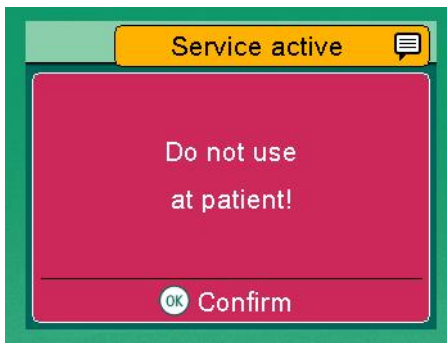 Service active
Do not use
at patient!
OK Confirm